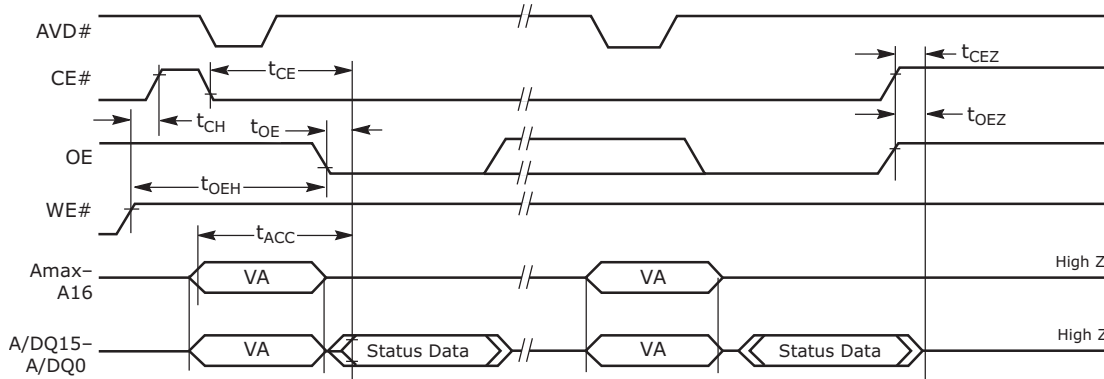 AVD#
CE#
tCE
tCEZ
tCH
tOE
tOEZ
OE
tOEH
WE#
tACC
Amax–
A16
VA
VA
High Z
A/DQ15–
A/DQ0
VA
Status Data
VA
Status Data
High Z